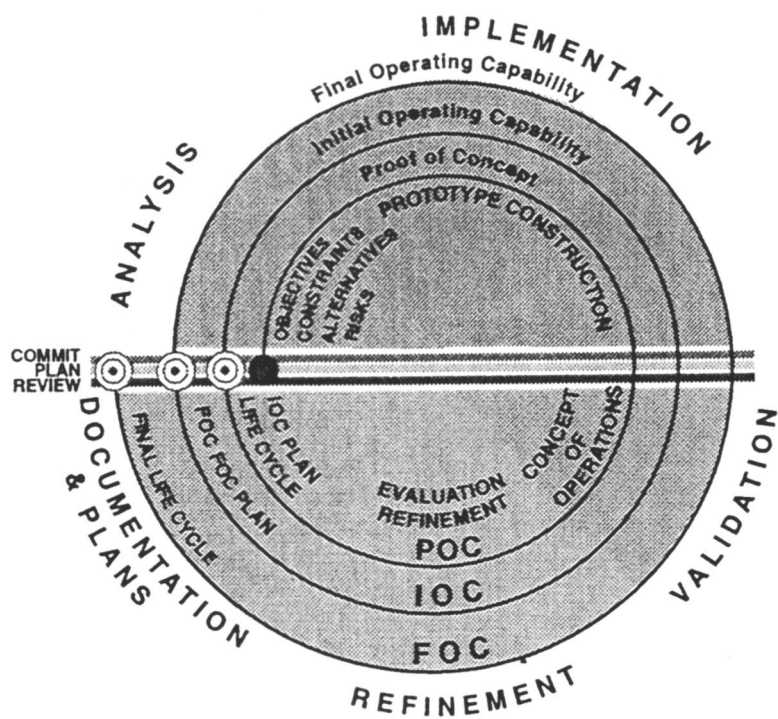 IMPLEMENTATION
Final Operating Capability
Initial Operating Capability
Proof of Concept
PROTOTYPE CONSTRUCTION
ANALYSIS
OBJECTIVES
CONSTRAINTS
ALTERNATIVES
RISKS
COMMIT
PLAN
REVIEW
DOCUMENTATION
& PLANS
FINAL LIFE CYCLE
POC FOC PLAN
IOC PLAN
LIFE CYCLE
EVALUATION
REFINEMENT
CONCEPT
OF
OPERATIONS
VALIDATION
POC
IOC
FOC
REFINEMENT